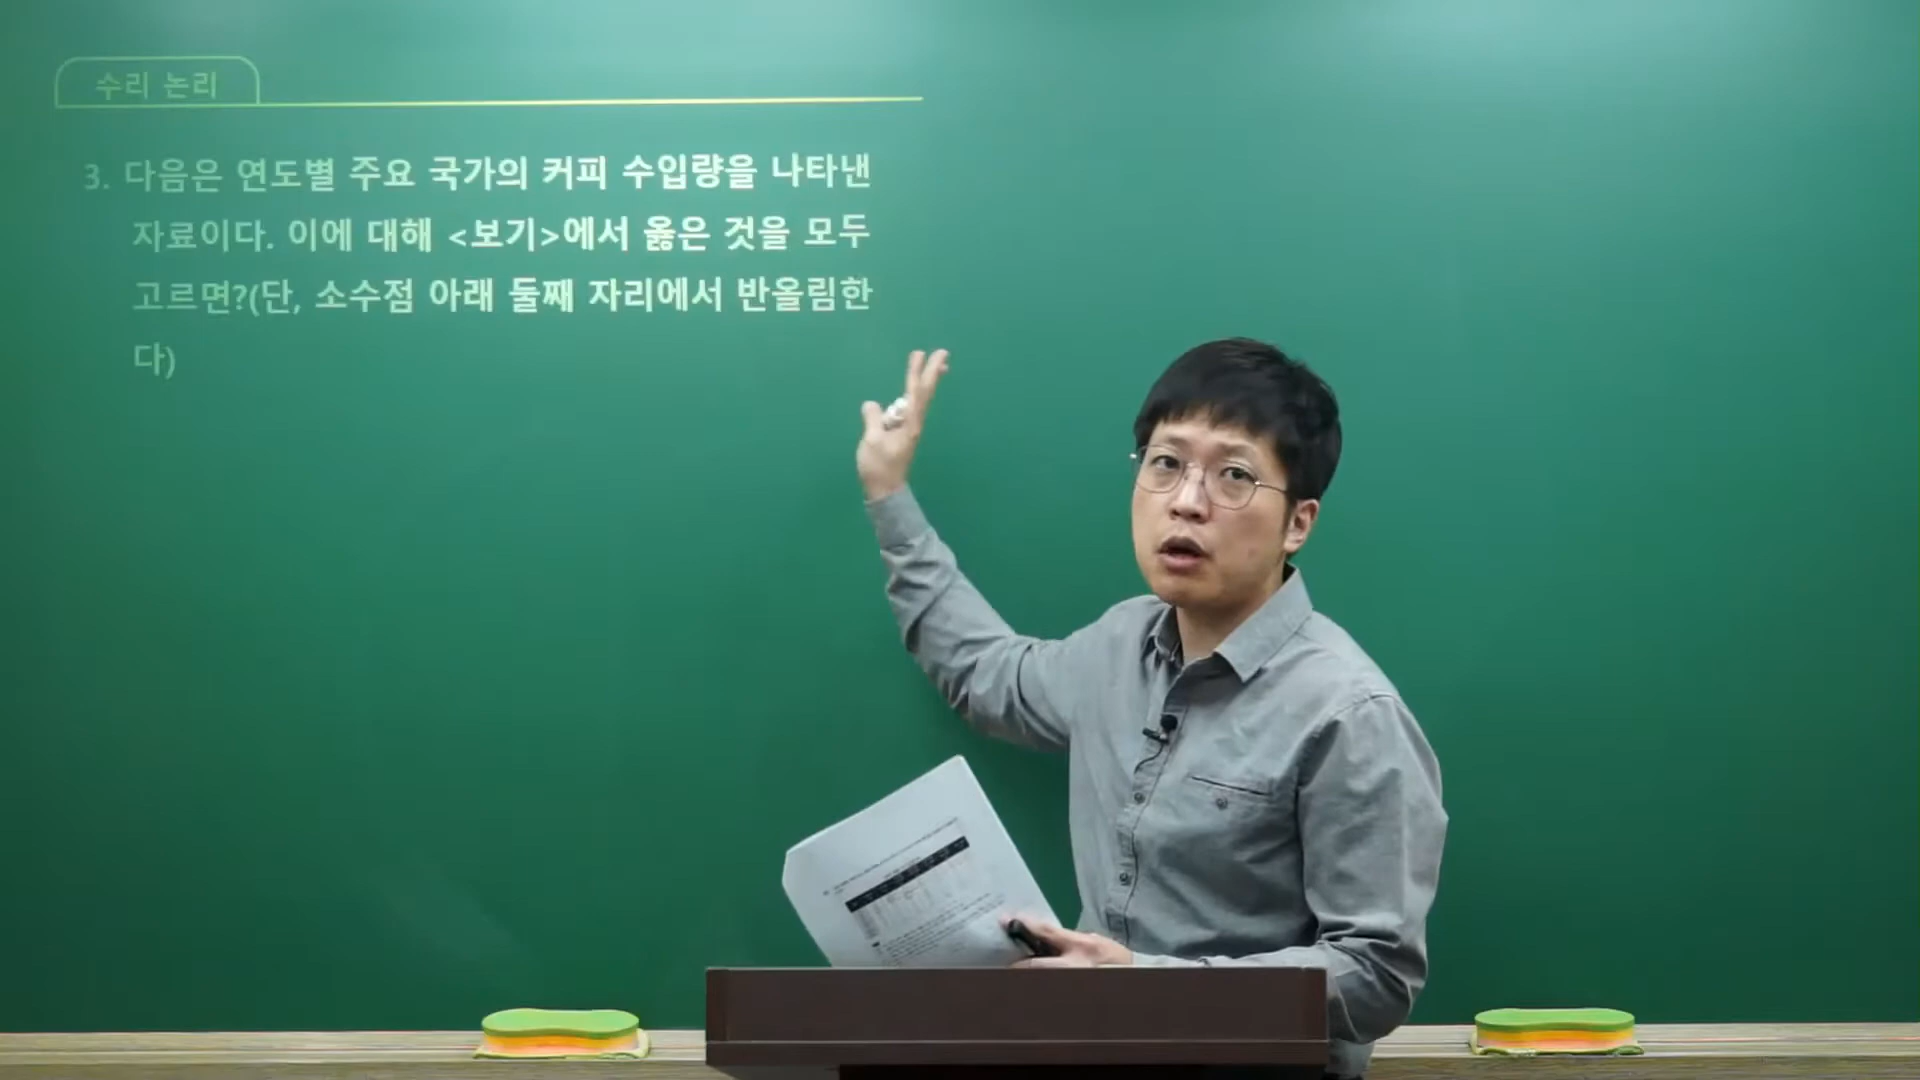 수리 논리
3. 다음은 연도별 주요 국가의 커피 수입량을 나타낸
자료이다. 이에 대해 <보기>에서 옳은 것을 모두
고르면?(단, 소수점 아래 둘째 자리에서 반올림한
다)